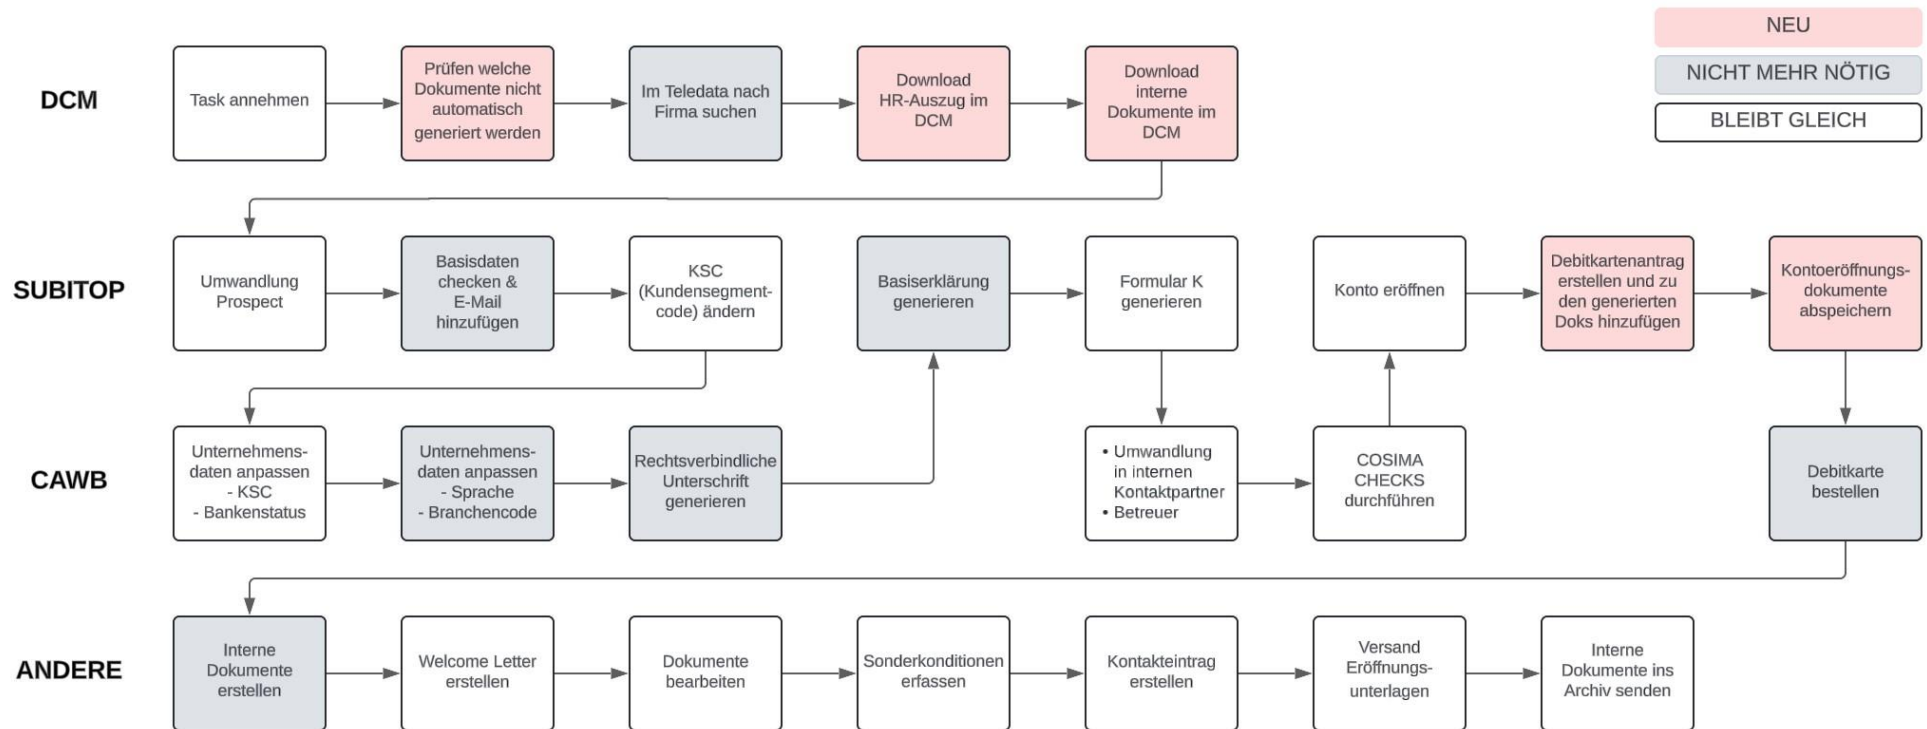 NEU
NICHT MEHR NÖTIG
BLEIBT GLEICH
DCM
Task annehmen
Prüfen welche
Dokumente nicht
automatisch
generiert werden
Im Teledata nach
Firma suchen
Download
HR-Auszug im
DCM
Download
interne
Dokumente im
DCM
SUBITOP
Umwandlung
Prospect
Basisdaten
checken &
E-Mail
hinzufügen
KSC
(Kundensegment-
code) ändern
Basiserklärung
generieren
Formular K
generieren
Konto eröffnen
Debitkartenantrag
erstellen und zu
den generierten
Doks hinzufügen
Kontoeröffnungs-
dokumente
abspeichern
CAWB
Unternehmens-
daten anpassen
- KSC
- Bankenstatus
Unternehmens-
daten anpassen
- Sprache
- Branchencode
Rechtsverbindliche
Unterschrift
generieren
• Umwandlung
in internen
Kontaktpartner
• Betreuer
COSIMA
CHECKS
durchführen
Debitkarte
bestellen
ANDERE
Interne
Dokumente
erstellen
Welcome Letter
erstellen
Dokumente
bearbeiten
Sonderkonditionen
erfassen
Kontakteintrag
erstellen
Versand
Eröffnungs-
unterlagen
Interne
Dokumente ins
Archiv senden